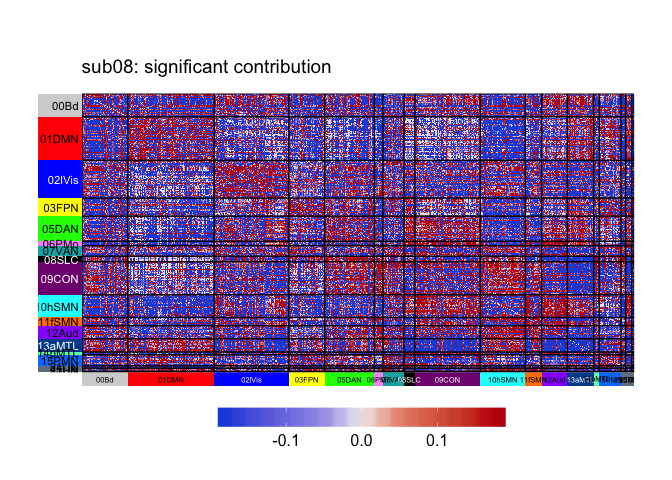 sub08: significant contribution
00Bd
01DMN
02lVis
03FPN
05DAN
06PMo
07VAN
08SLC
09CON
10hSMN
11fSMN
12Aud
13aMTL
15PMN
00Bd 01DMN 02lVis 03FPN 05DAN 08SLC 09CON 10hSMN 12Aud
-0.1 0.0 0.1